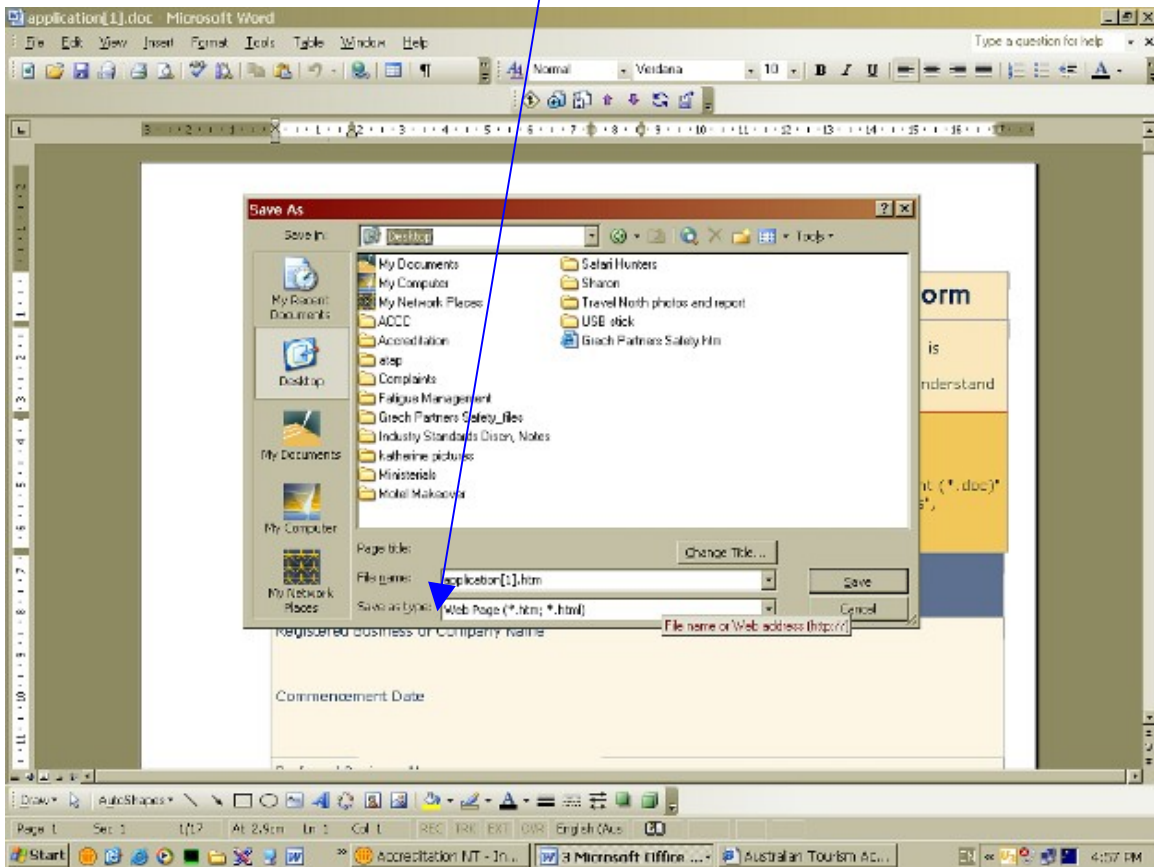 application[1].doc - Microsoft Word
File Edit View Insert Format Tools Table Window Help
Type a question for help
Normal Verdana 10 B I U
Save As
Save in: Desktop
Tools
My Recent Documents
Desktop
My Documents
My Computer
My Network Places
My Documents
My Computer
My Network Places
ACCC
Accreditation
atap
Complaints
Fatigue Management
Grech Partners Safety_files
Industry Standards Discn, Notes
katherine pictures
Ministerials
Motel Makeover
Safari Hunters
Sharon
Travel North photos and report
USB stick
Grech Partners Safety.htm
Page title:
Change Title...
File name: application[1].htm
Save
Save as type: Web Page (*.htm; *.html)
Cancel
File name or Web address (http://)
orm
is
nderstand
nt (*.doc)"
s",
Registered Business or Company Name
Commencement Date
Draw AutoShapes
Page 1 Sec 1 1/17 At 2.9cm Ln 1 Col 1 REC TRK EXT OVR English (Aus
Start Accreditation NT - In... 3 Microsoft Office ... Australian Tourism Ac... 4:57 PM